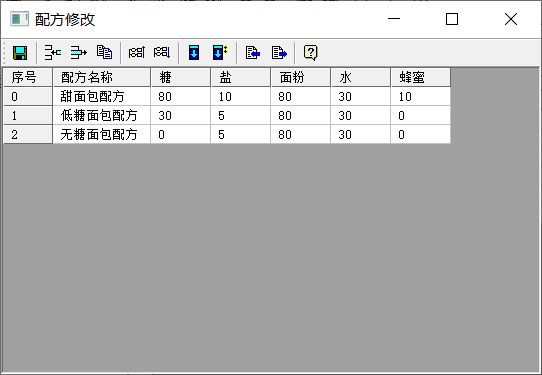 配方修改
序号 配方名称 糖 盐 面粉 水 蜂蜜
0 甜面包配方 80 10 80 30 10
1 低糖面包配方 30 5 80 30 0
2 无糖面包配方 0 5 80 30 0